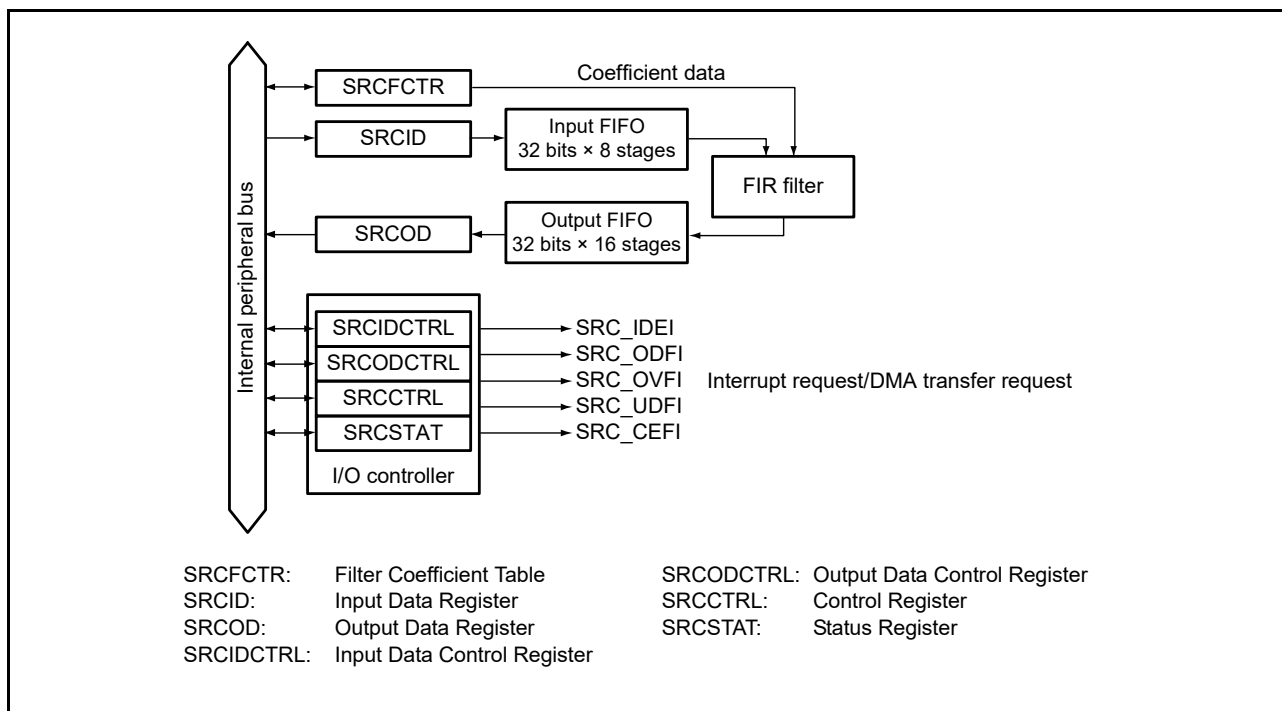 Internal peripheral bus
SRCFCTR
Coefficient data
SRCID
Input FIFO
32 bits × 8 stages
FIR filter
SRCOD
Output FIFO
32 bits × 16 stages
SRCIDCTRL
SRCODCTRL
SRCCTRL
SRCSTAT
I/O controller
SRC_IDEI
SRC_ODFI
SRC_OVFI
SRC_UDFI
SRC_CEFI
Interrupt request/DMA transfer request
SRCFCTR: Filter Coefficient Table
SRCID: Input Data Register
SRCOD: Output Data Register
SRCIDCTRL: Input Data Control Register
SRCODCTRL: Output Data Control Register
SRCCTRL: Control Register
SRCSTAT: Status Register